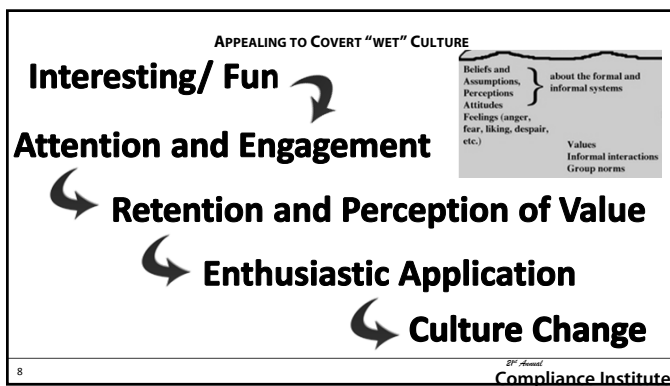 APPEALING TO COVERT “WET” CULTURE
Interesting/ Fun
Beliefs and
Assumptions,
Perceptions
Attitudes
Feelings (anger,
fear, liking, despair,
etc.)
about the formal and
informal systems
Values
Informal interactions
Group norms
Attention and Engagement
Retention and Perception of Value
Enthusiastic Application
Culture Change
8
21st Annual
Compliance Institute